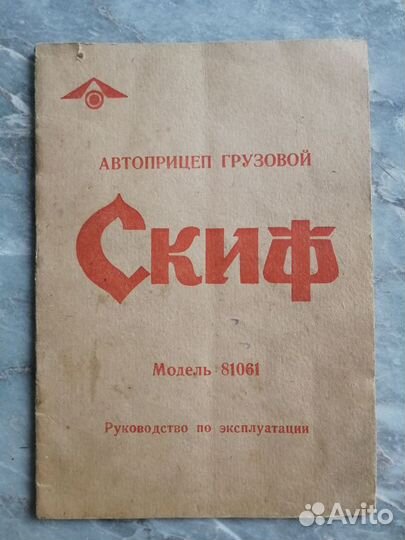 АВТОПРИЦЕП ГРУЗОВОЙ
Скиф
Модель 81061
Руководство по эксплуатации
Avito